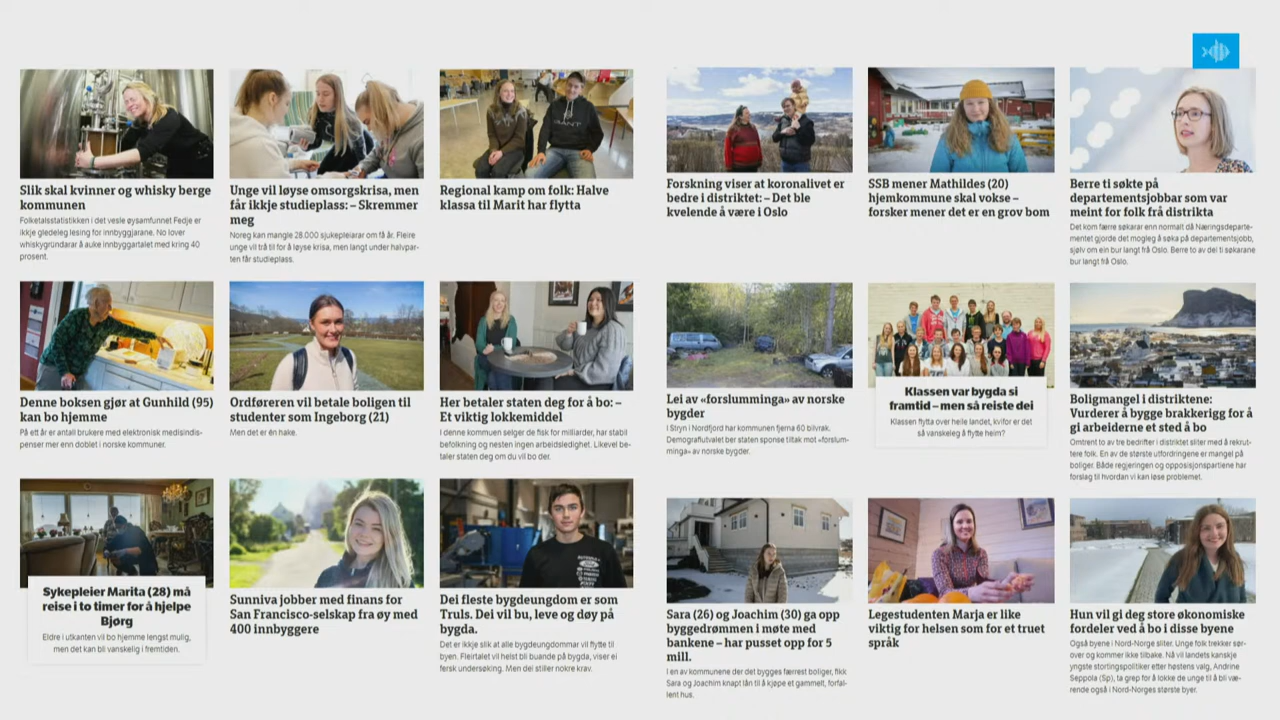 Slik skal kvinner og whisky berge
kommunen
Folketalsstatistikken i det vesle øysamfunnet Fedje er
ikkje gledeleg lesing for innbyggjarane. No lover
whiskygründarar å auke innbyggartalet med kring 40
prosent.
Unge vil løyse omsorgskrisa, men
får ikkje studieplass: – Skremmer
meg
Noreg kan mangle 28.000 sjukepleiarar om få år. Fleire
unge vil trå til for å løyse krisa, men langt under halvpar-
ten får studieplass.
Regional kamp om folk: Halve
klassa til Marit har flytta
Forskning viser at koronalivet er
bedre i distriktet: – Det ble
kvelende å være i Oslo
SSB mener Mathildes (20)
hjemkommune skal vokse –
forsker mener det er en grov bom
Berre ti søkte på
departementsjobbar som var
meint for folk frå distrikta
Det kom færre søkarar enn normalt då Næringsdeparte-
mentet gjorde det mogleg å søka på departementsjobb,
sjølv om ein bur langt frå Oslo. Berre to av dei ti søkarane
bur langt frå Oslo.
Denne boksen gjør at Gunhild (95)
kan bo hjemme
På ett år er antall brukere med elektronisk medisindis-
penser mer enn doblet i norske kommuner.
Ordføreren vil betale boligen til
studenter som Ingeborg (21)
Men det er én hake.
Her betaler staten deg for å bo: –
Et viktig lokkemiddel
I denne kommuen selger de fisk for milliarder, har stabil
befolkning og nesten ingen arbeidsledighet. Likevel be-
taler staten deg om du vil bo der.
Lei av «forslumminga» av norske
bygder
I Stryn i Nordfjord har kommunen fjerna 60 bilvrak.
Demografiutvalet ber staten sponse tiltak mot «forslum-
minga» av norske bygder.
Klassen var bygda si
framtid – men så reiste dei
Klassen flytta over heile landet, kvifor er det
så vanskeleg å flytte heim?
Boligmangel i distriktene:
Vurderer å bygge brakkerigg for å
gi arbeiderne et sted å bo
Omtrent to av tre bedrifter i distriktet sliter med å rekrut-
tere folk. En av de største utfordringene er mangel på
boliger. Både regjeringen og opposisjonspartiene har
forslag til hvordan vi kan løse problemet.
Sykepleier Marita (28) må
reise i to timer for å hjelpe
Bjørg
Eldre i utkanten vil bo hjemme lengst mulig,
men det kan bli vanskelig i fremtiden.
Sunniva jobber med finans for
San Francisco-selskap fra øy med
400 innbyggere
Dei fleste bygdeungdom er som
Truls. Dei vil bu, leve og døy på
bygda.
Det er ikkje slik at alle bygdeungdommar vil flytte til
byen. Fleirtalet vil helst bli buande på bygda, viser ei
fersk undersøking. Men dei stiller nokre krav.
Sara (26) og Joachim (30) ga opp
byggedrømmen i møte med
bankene – har pusset opp for 5
mill.
I en av kommunene der det bygges færrest boliger, fikk
Sara og Joachim knapt lån til å kjøpe et gammelt, forfal-
lent hus.
Legestudenten Marja er like
viktig for helsen som for et truet
språk
Hun vil gi deg store økonomiske
fordeler ved å bo i disse byene
Også byene i Nord-Norge sliter. Unge folk trekker sør-
over og kommer ikke tilbake. Nå vil landets kanskje
yngste stortingspolitiker etter høstens valg, Andrine
Seppola (Sp), ta grep for å lokke de unge til å bli væ-
rende også i Nord-Norges største byer.